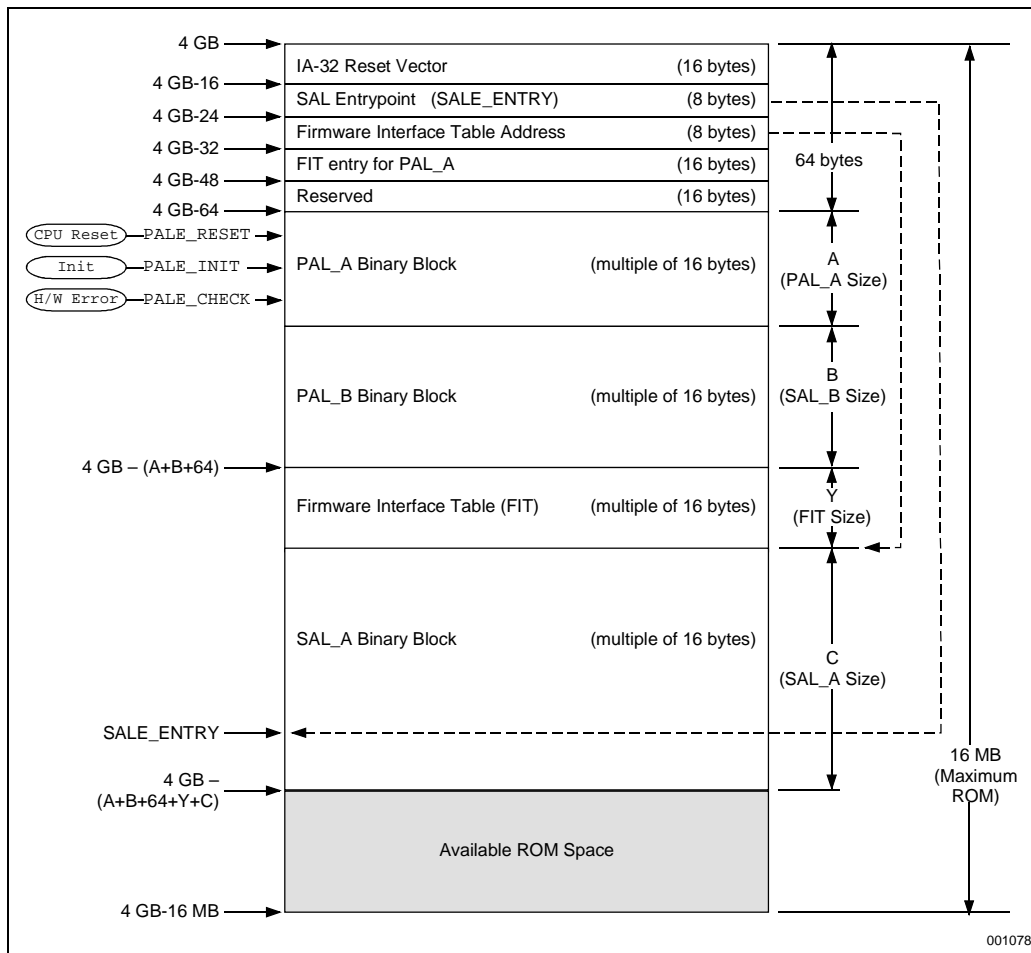 4 GB
IA-32 Reset Vector (16 bytes)
4 GB-16
SAL Entrypoint (SALE_ENTRY) (8 bytes)
4 GB-24
Firmware Interface Table Address (8 bytes)
4 GB-32
FIT entry for PAL_A (16 bytes)
64 bytes
4 GB-48
Reserved (16 bytes)
4 GB-64
CPU Reset PALE_RESET
Init PALE_INIT
H/W Error PALE_CHECK
PAL_A Binary Block (multiple of 16 bytes)
A
(PAL_A Size)
PAL_B Binary Block (multiple of 16 bytes)
B
(SAL_B Size)
4 GB – (A+B+64)
Firmware Interface Table (FIT) (multiple of 16 bytes)
Y
(FIT Size)
SAL_A Binary Block (multiple of 16 bytes)
C
(SAL_A Size)
SALE_ENTRY
16 MB
(Maximum
ROM)
4 GB –
(A+B+64+Y+C)
Available ROM Space
4 GB-16 MB
001078